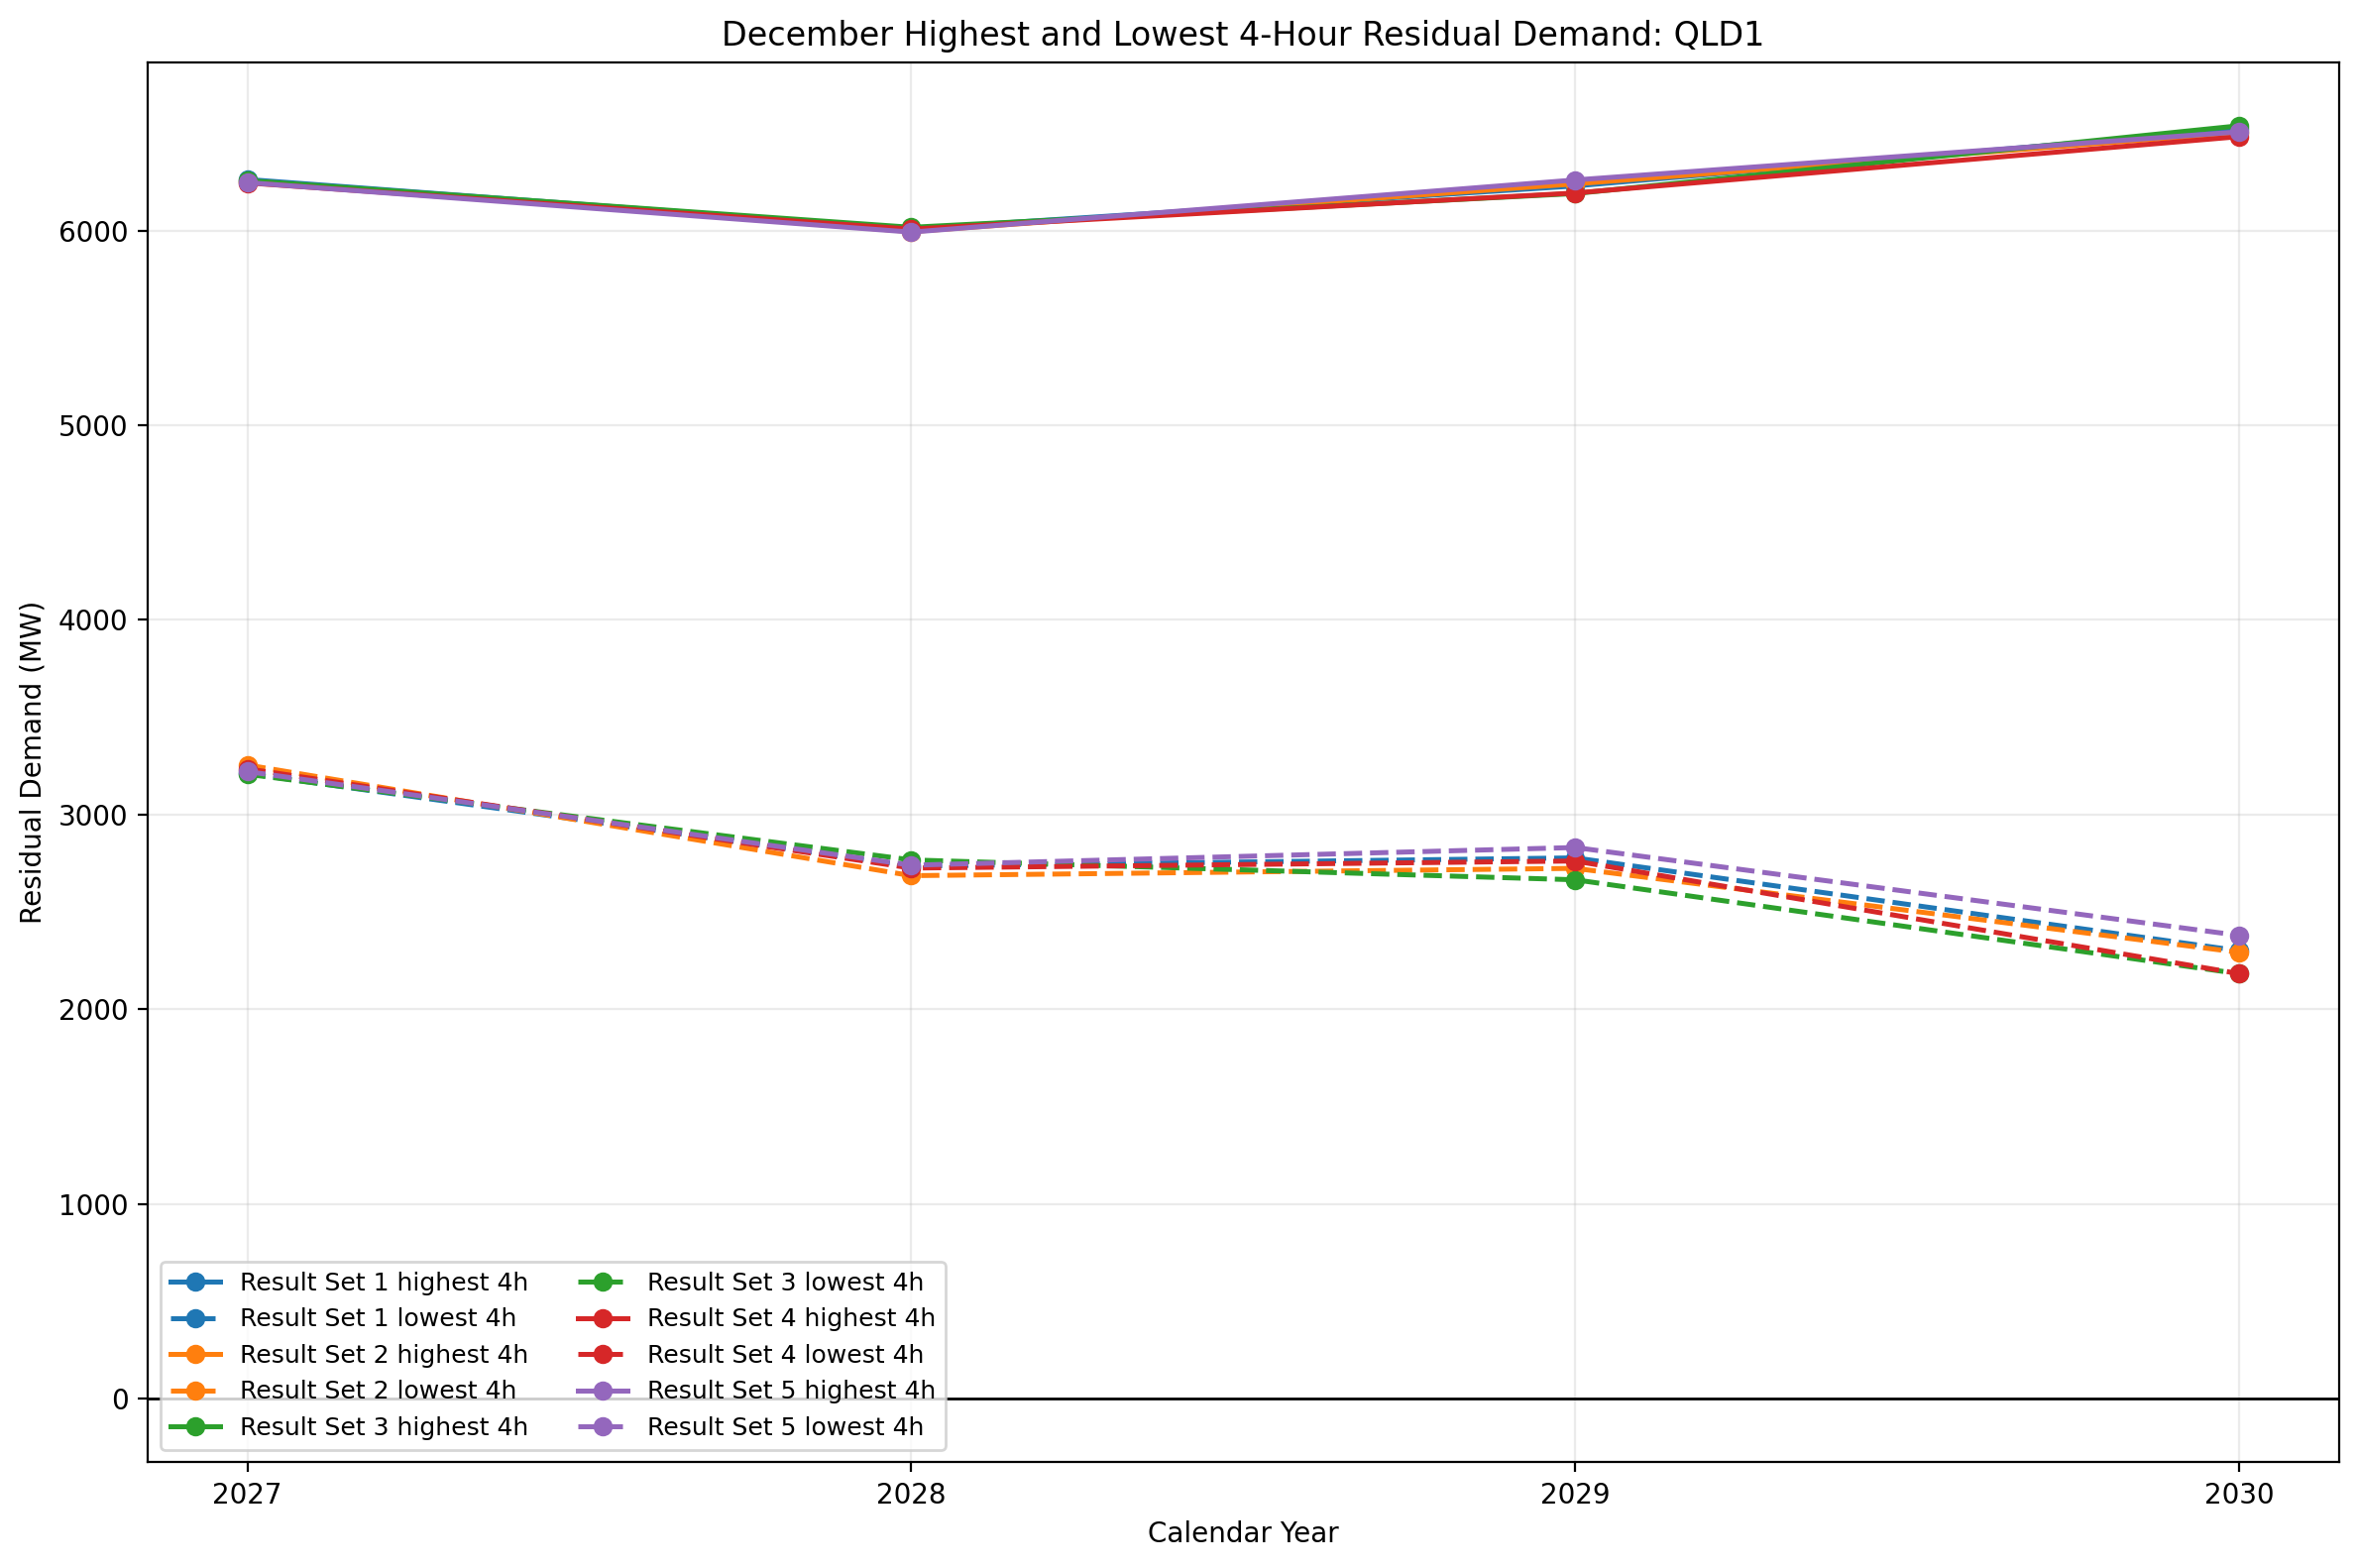 December Highest and Lowest 4-Hour Residual Demand: QLD1
Residual Demand (MW)
6000
5000
4000
3000
2000
1000
0
Result Set 1 highest 4h
Result Set 1 lowest 4h
Result Set 2 highest 4h
Result Set 2 lowest 4h
Result Set 3 highest 4h
Result Set 3 lowest 4h
Result Set 4 highest 4h
Result Set 4 lowest 4h
Result Set 5 highest 4h
Result Set 5 lowest 4h
2027
2028
2029
2030
Calendar Year